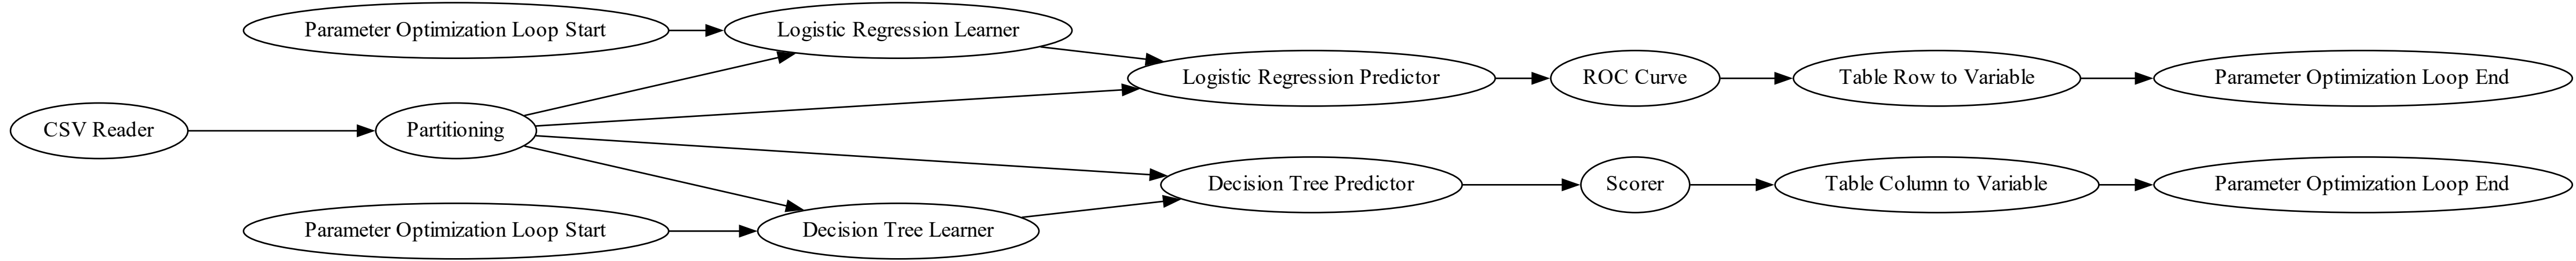 Parameter Optimization Loop Start
Logistic Regression Learner
Logistic Regression Predictor
ROC Curve
Table Row to Variable
Parameter Optimization Loop End
CSV Reader
Partitioning
Decision Tree Predictor
Scorer
Table Column to Variable
Parameter Optimization Loop End
Parameter Optimization Loop Start
Decision Tree Learner